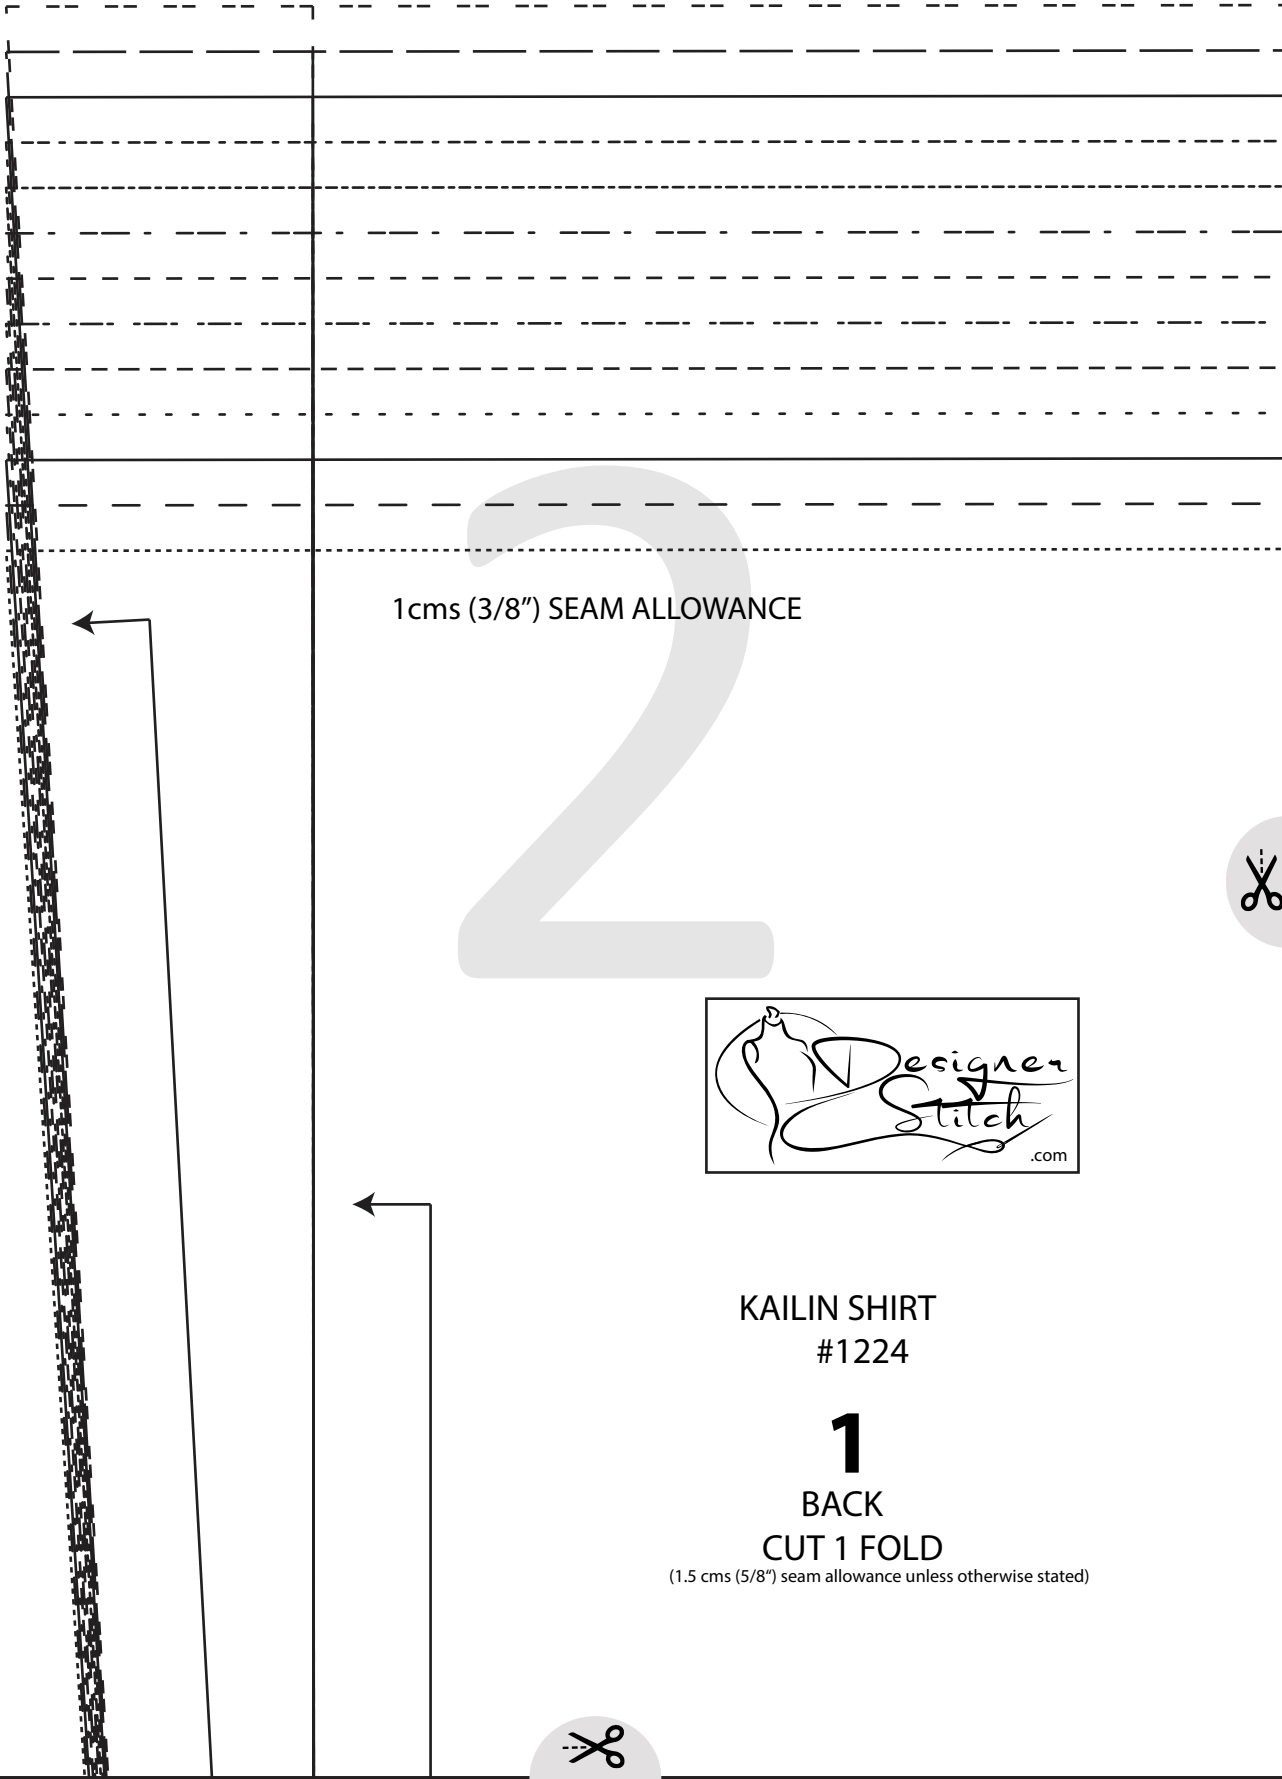 2
1cms (3/8”) SEAM ALLOWANCE
Designer
Stitch
.com
KAILIN SHIRT
#1224
1
BACK
CUT 1 FOLD
(1.5 cms (5/8“) seam allowance unless otherwise stated)